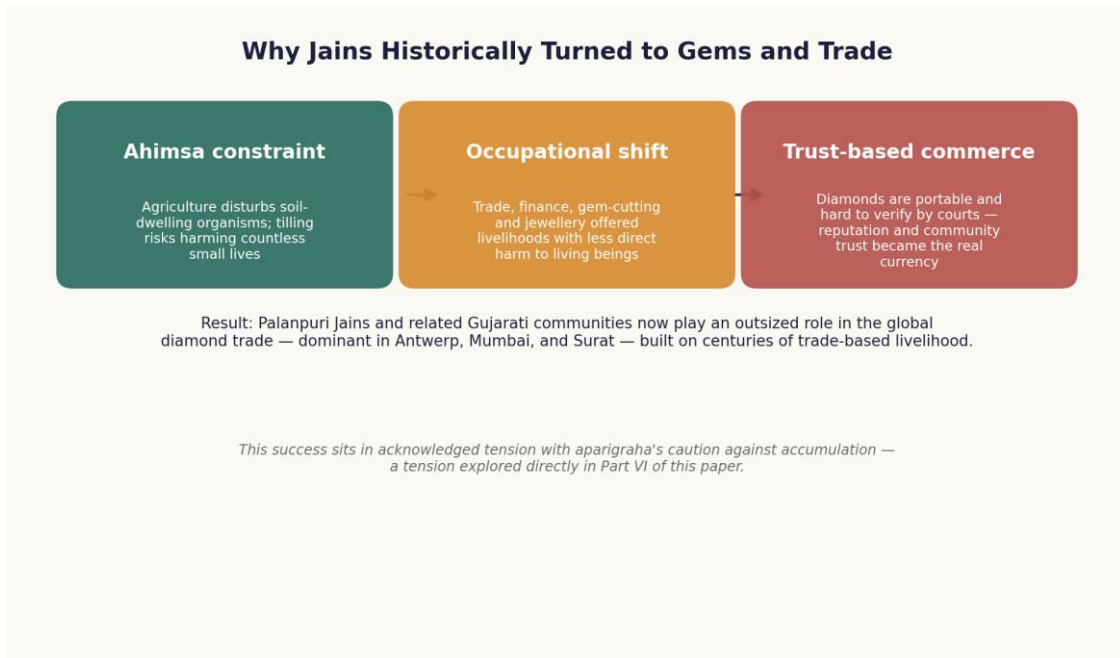 Why Jains Historically Turned to Gems and Trade
Ahimsa constraint
Agriculture disturbs soil-
dwelling organisms; tilling
risks harming countless
small lives
Occupational shift
Trade, finance, gem-cutting
and jewellery offered
livelihoods with less direct
harm to living beings
Trust-based commerce
Diamonds are portable and
hard to verify by courts —
reputation and community
trust became the real
currency
Result: Palanpuri Jains and related Gujarati communities now play an outsized role in the global
diamond trade — dominant in Antwerp, Mumbai, and Surat — built on centuries of trade-based livelihood.
This success sits in acknowledged tension with aparigraha's caution against accumulation —
a tension explored directly in Part VI of this paper.